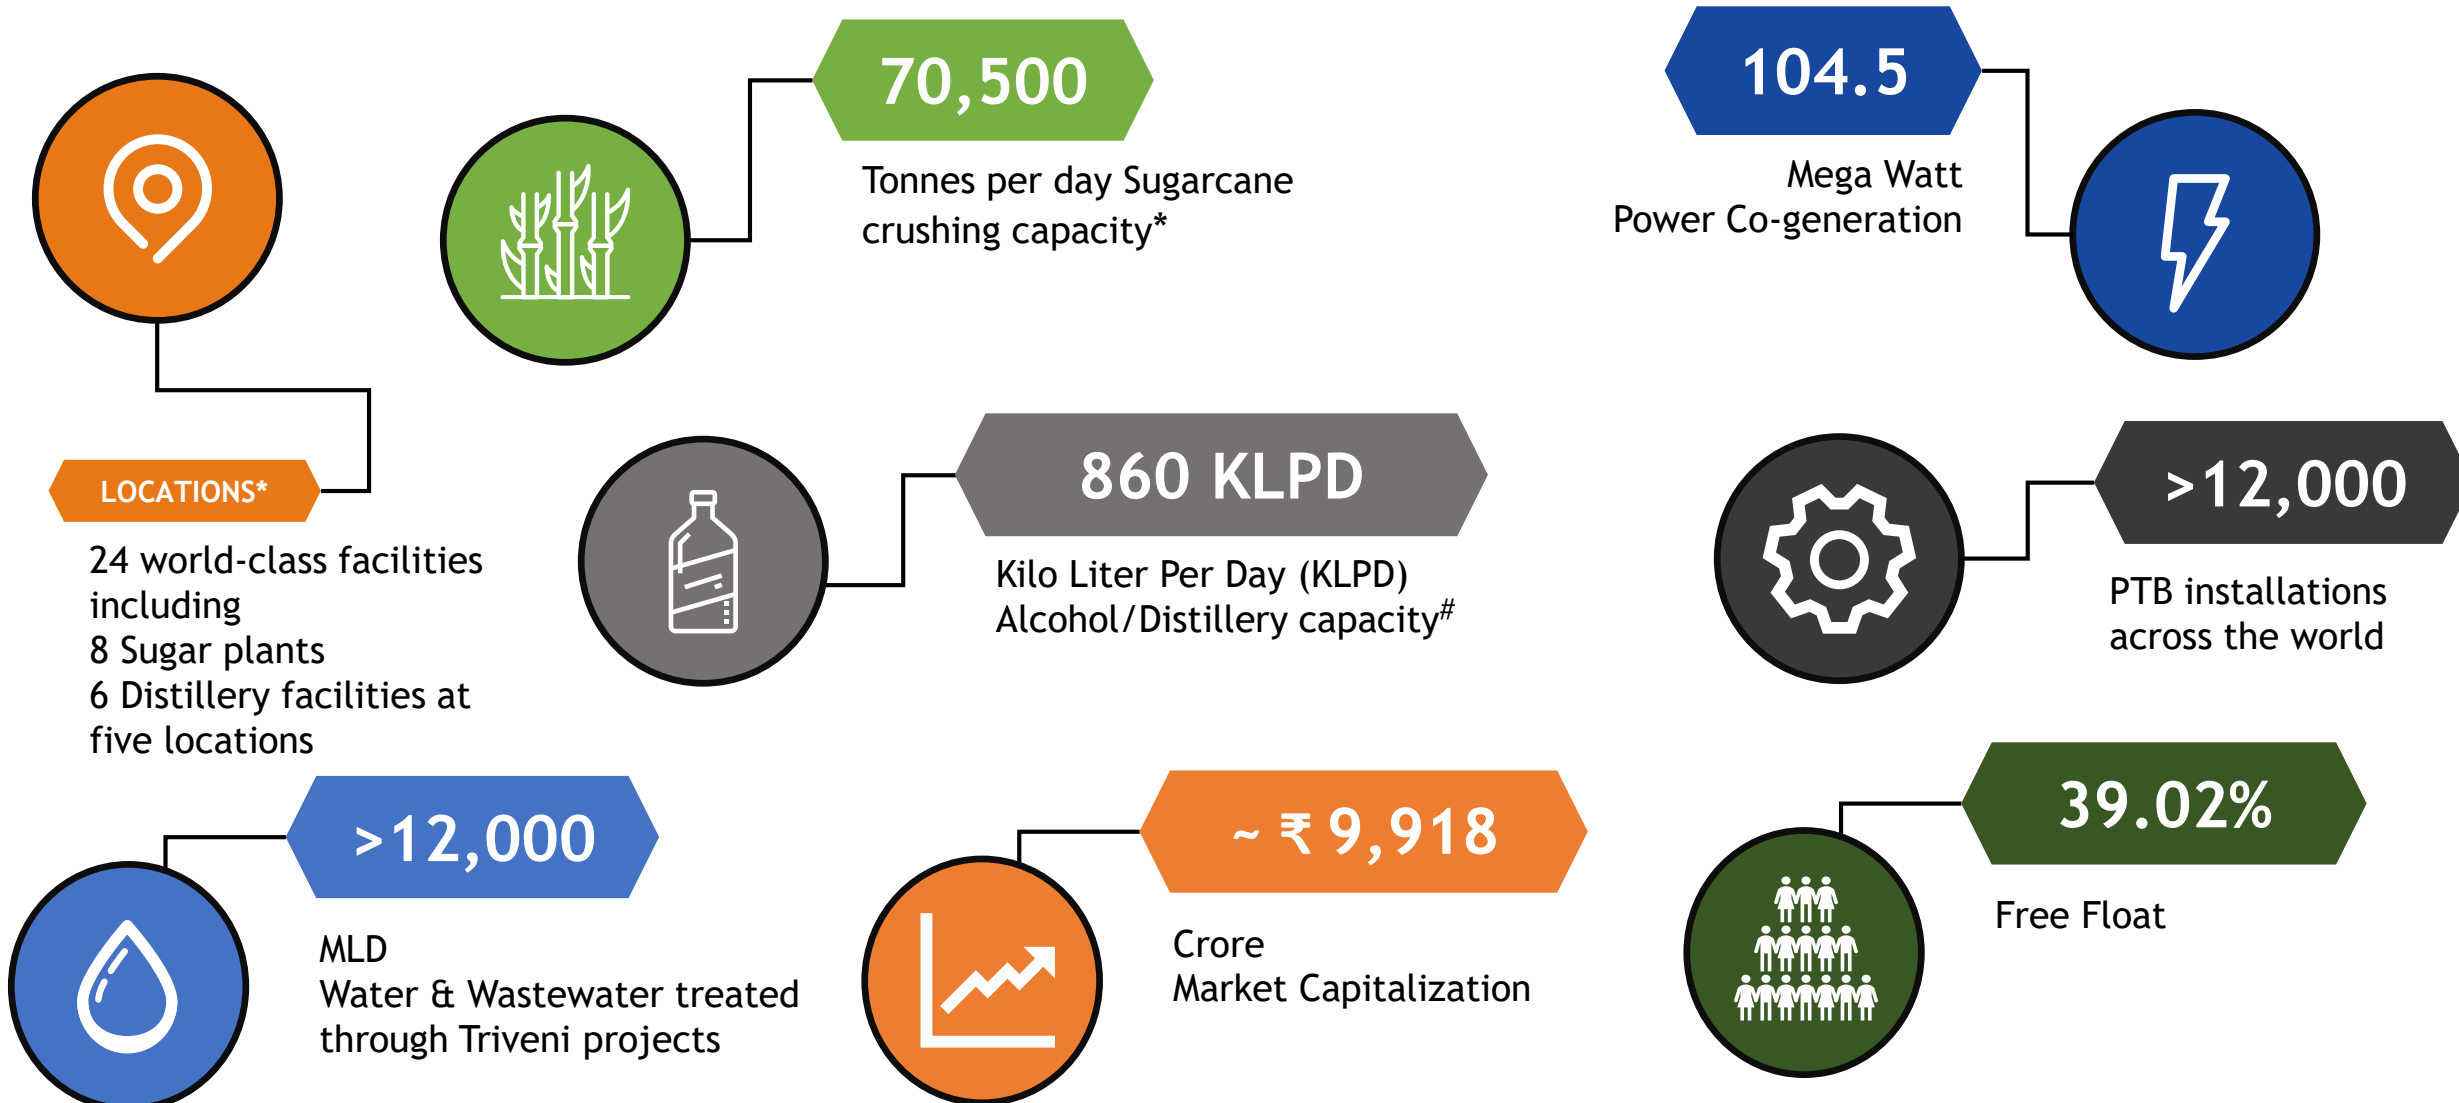 70,500
Tonnes per day Sugarcane
crushing capacity*
104.5
Mega Watt
Power Co-generation
LOCATIONS*
24 world-class facilities
including
8 Sugar plants
6 Distillery facilities at
five locations
860 KLPD
Kilo Liter Per Day (KLPD)
Alcohol/Distillery capacity#
>12,000
PTB installations
across the world
>12,000
MLD
Water & Wastewater treated
through Triveni projects
~ ₹ 9,918
Crore
Market Capitalization
39.02%
Free Float